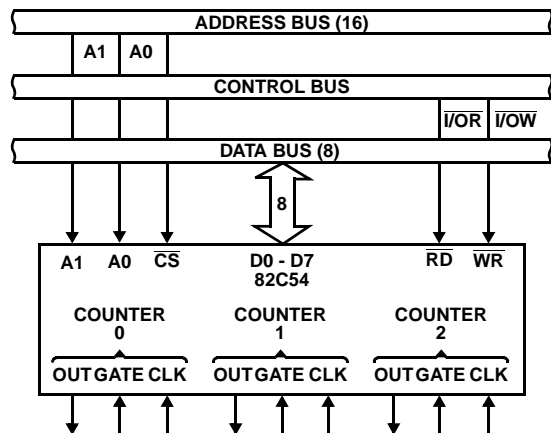 ADDRESS BUS (16)
A1 A0
CONTROL BUS
I/OR I/OW
DATA BUS (8)
8
A1 A0 CS D0 - D7 RD WR
82C54
COUNTER COUNTER COUNTER
0 1 2
OUT GATE CLK OUT GATE CLK OUT GATE CLK